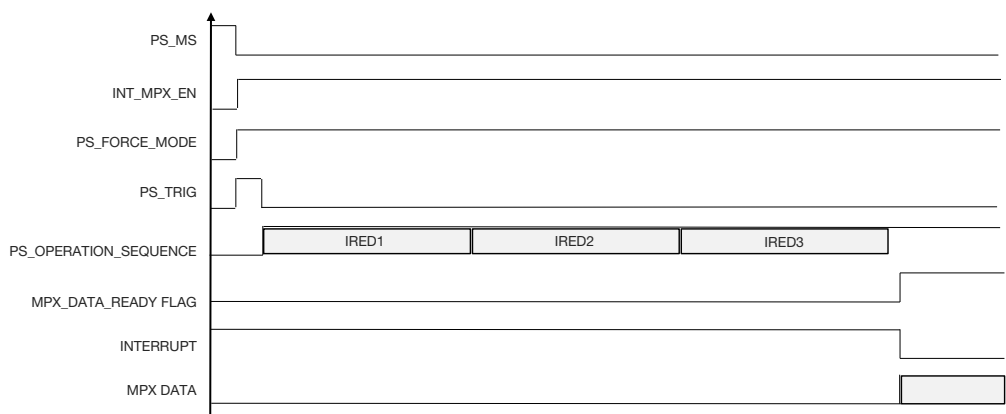 PS_MS
INT_MPX_EN
PS_FORCE_MODE
PS_TRIG
PS_OPERATION_SEQUENCE
IRED1
IRED2
IRED3
MPX_DATA_READY FLAG
INTERRUPT
MPX DATA